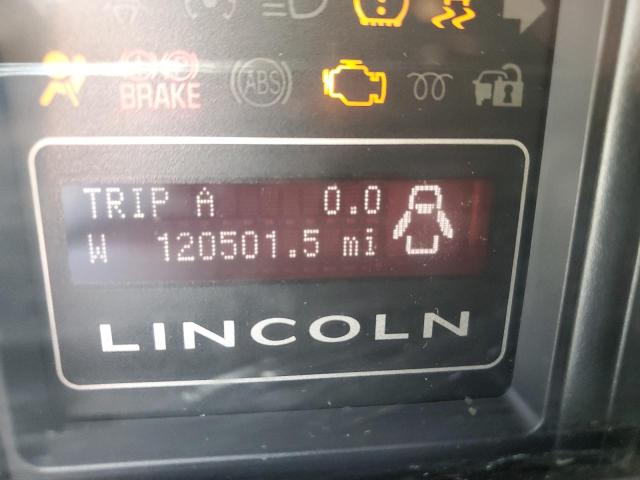 BRAKE
ABS
TRIP A 0.0
W 120501.5 mi
LINCOLN